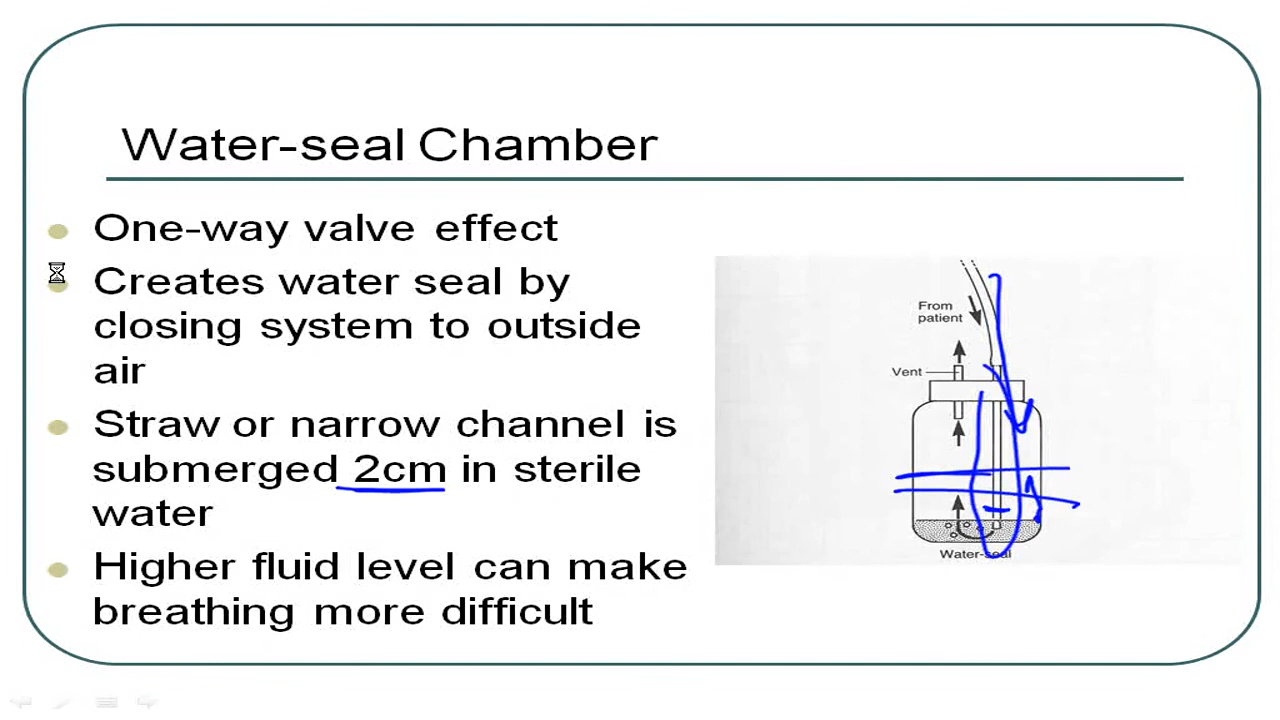 Water-seal Chamber
One-way valve effect
Creates water seal by
closing system to outside
air
Straw or narrow channel is
submerged 2cm in sterile
water
Higher fluid level can make
breathing more difficult
From
patient
Vent
Water-seal